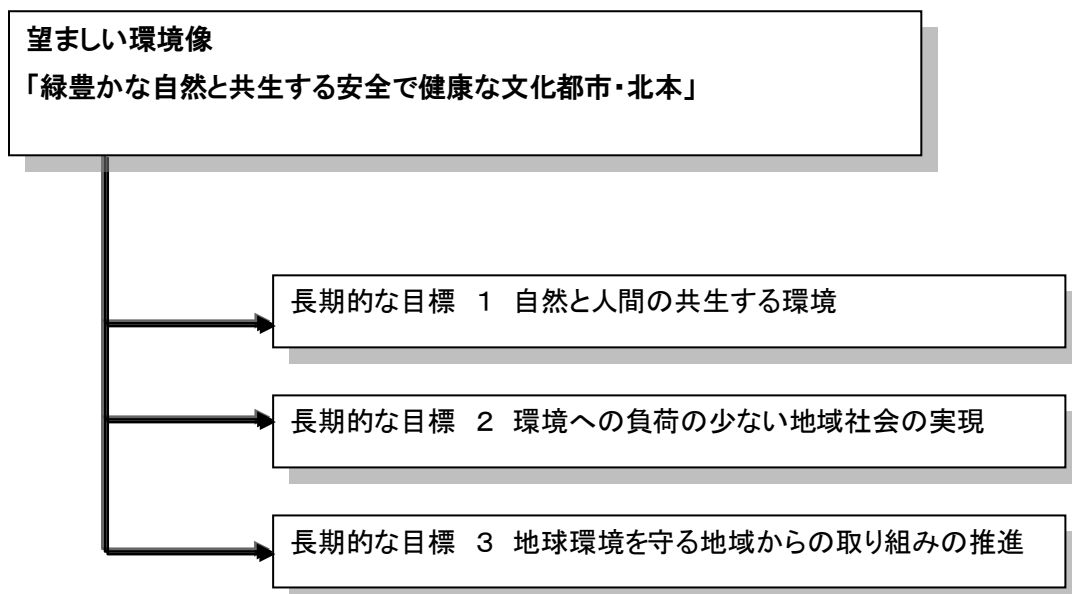 望ましい環境像
「緑豊かな自然と共生する安全で健康な文化都市・北本」
長期的な目標　１　自然と人間の共生する環境
長期的な目標　２　環境への負荷の少ない地域社会の実現
長期的な目標　３　地球環境を守る地域からの取り組みの推進